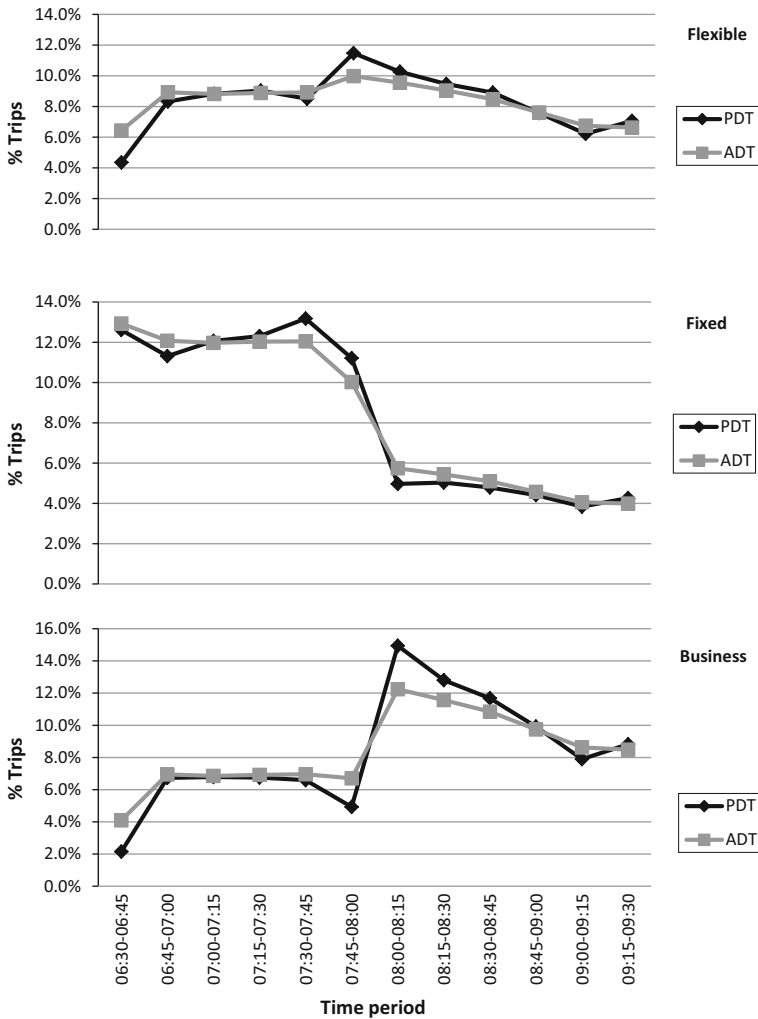 14.0%
12.0%
10.0%
8.0%
6.0%
4.0%
2.0%
0.0%
% Trips
Flexible
PDT
ADT
14.0%
12.0%
10.0%
8.0%
6.0%
4.0%
2.0%
0.0%
% Trips
Fixed
PDT
ADT
16.0%
14.0%
12.0%
10.0%
8.0%
6.0%
4.0%
2.0%
0.0%
% Trips
Business
PDT
ADT
06:30-06:45
06:45-07:00
07:00-07:15
07:15-07:30
07:30-07:45
07:45-08:00
08:00-08:15
08:15-08:30
08:30-08:45
08:45-09:00
09:00-09:15
09:15-09:30
Time period